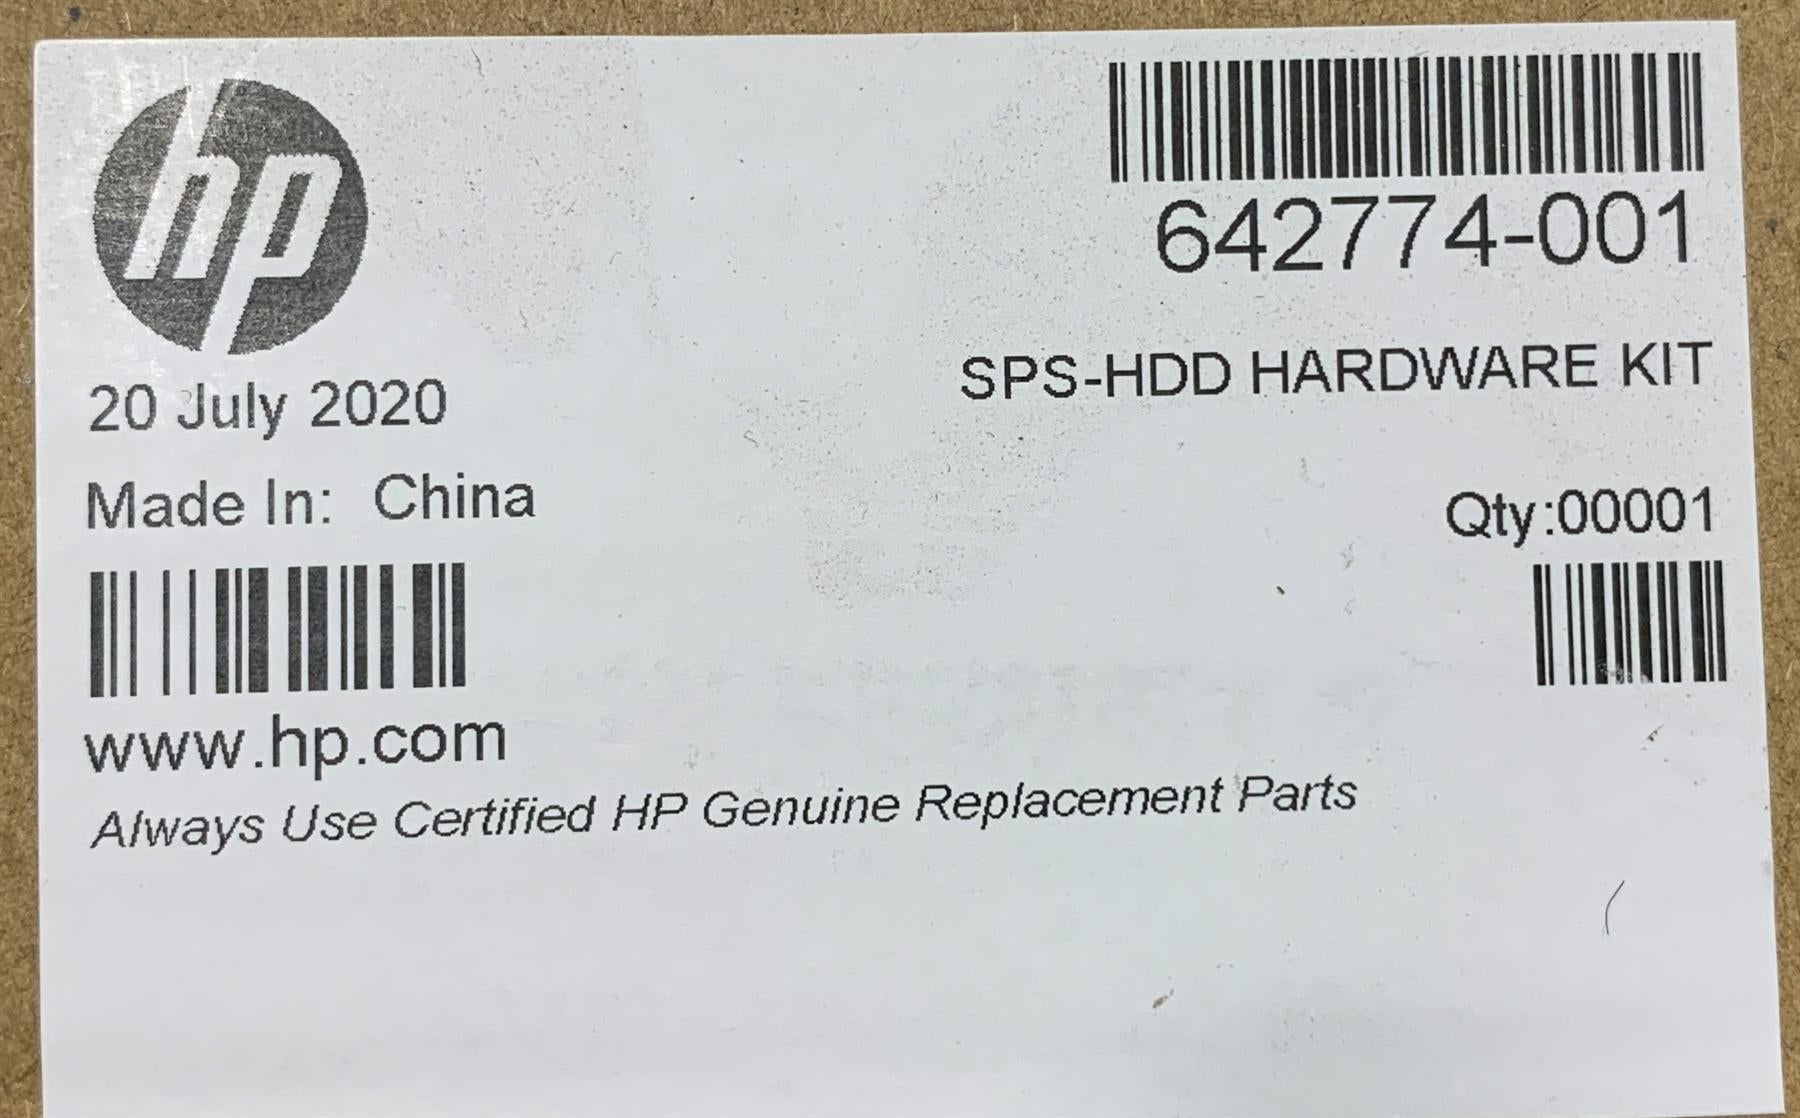 hp
642774-001
SPS-HDD HARDWARE KIT
20 July 2020
Made In: China
Qty:00001
www.hp.com
Always Use Certified HP Genuine Replacement Parts